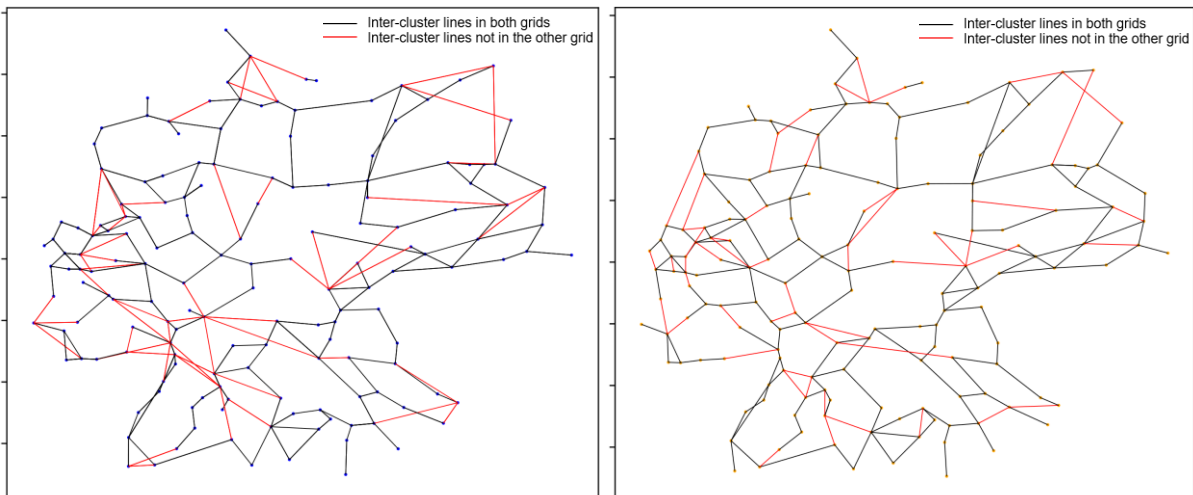 Inter-cluster lines in both grids
Inter-cluster lines not in the other grid
Inter-cluster lines in both grids
Inter-cluster lines not in the other grid